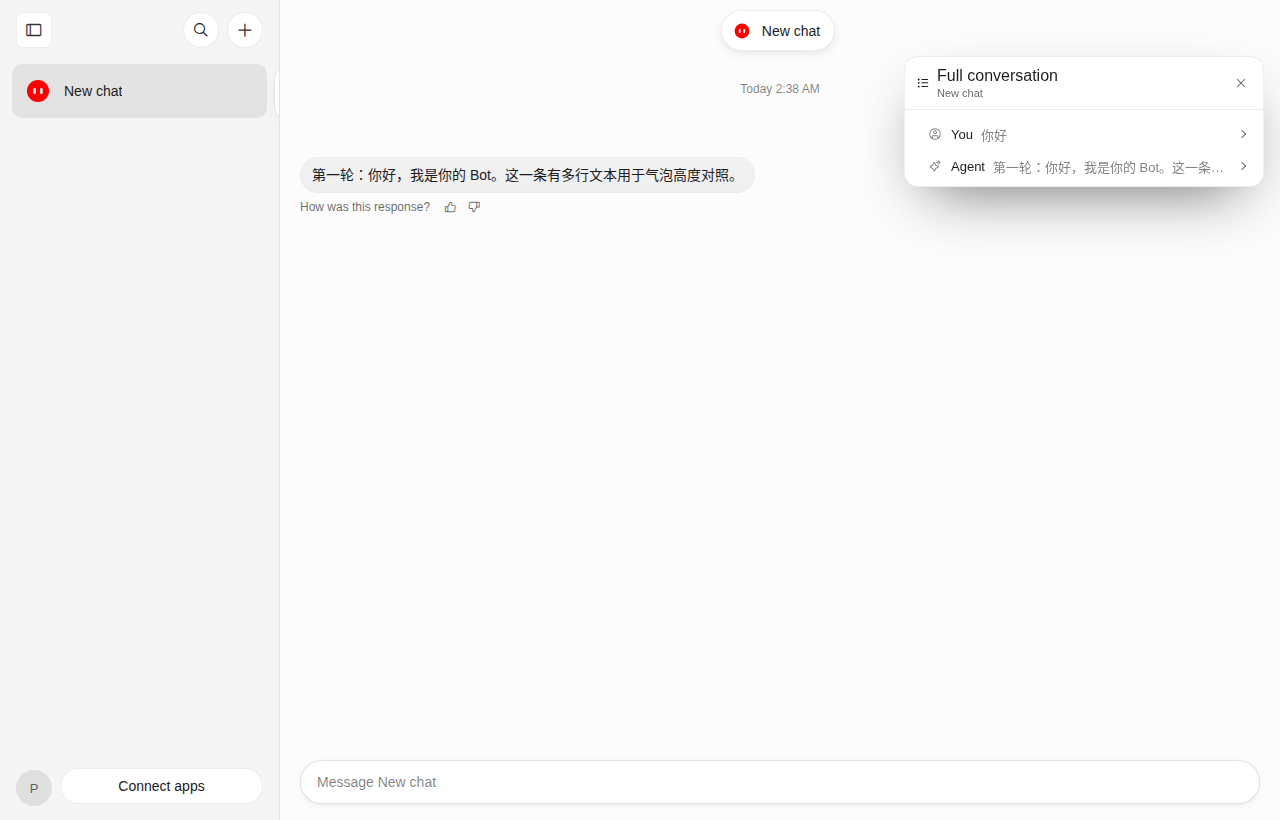 New chat
New chat
Today 2:38 AM
Full conversation
New chat
You 你好
Agent 第一轮：你好，我是你的 Bot。这一条…
第一轮：你好，我是你的 Bot。这一条有多行文本用于气泡高度对照。
How was this response?
Message New chat
P
Connect apps